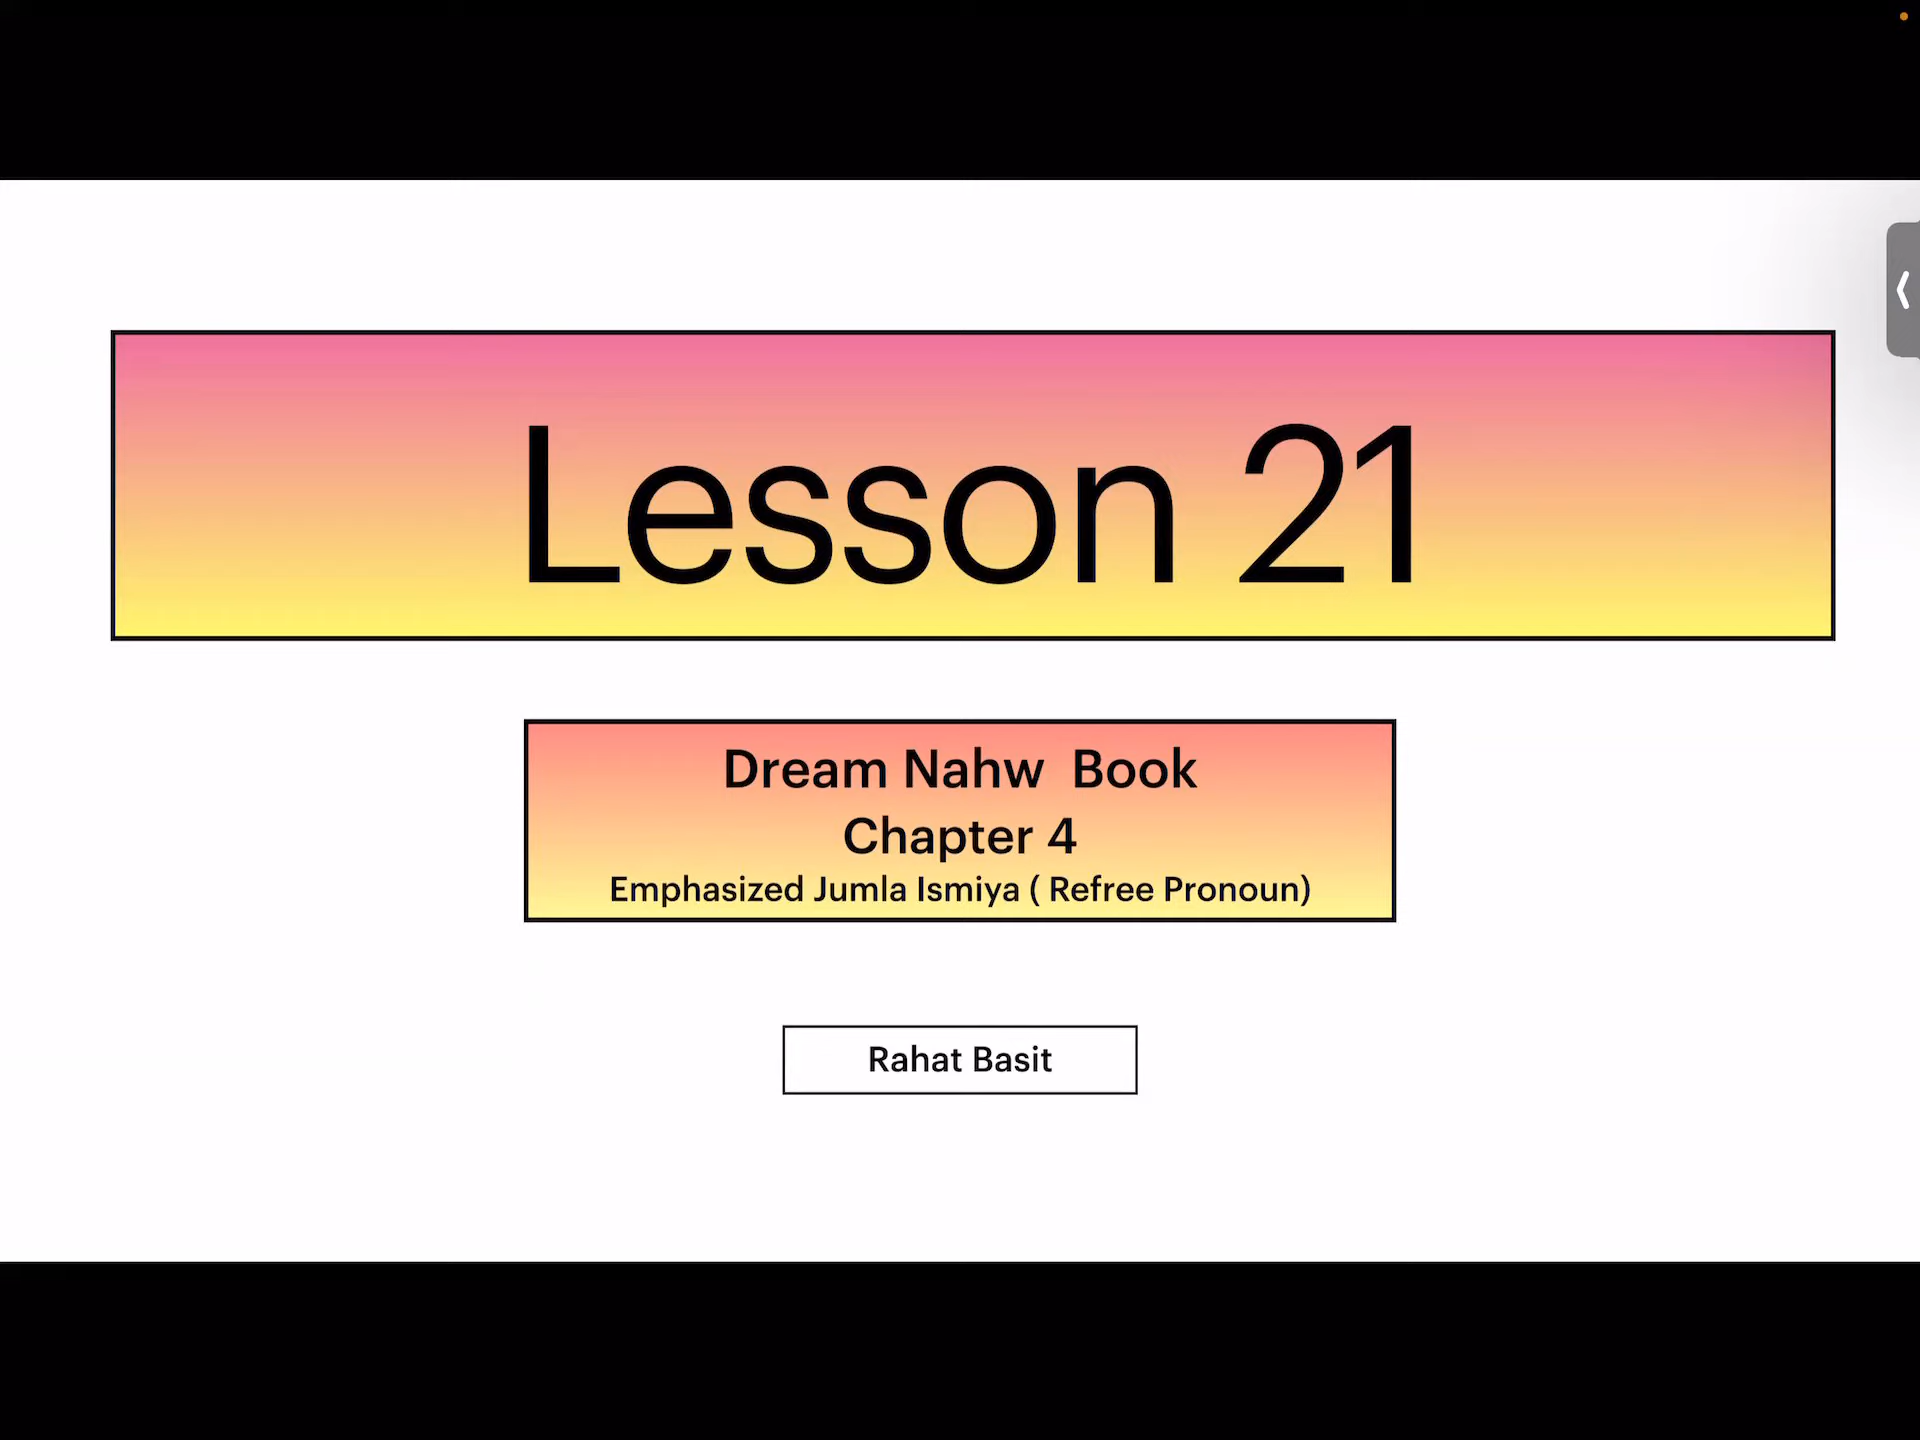 Lesson 21
Dream Nahw Book
Chapter 4
Emphasized Jumla Ismiya ( Refree Pronoun)
Rahat Basit